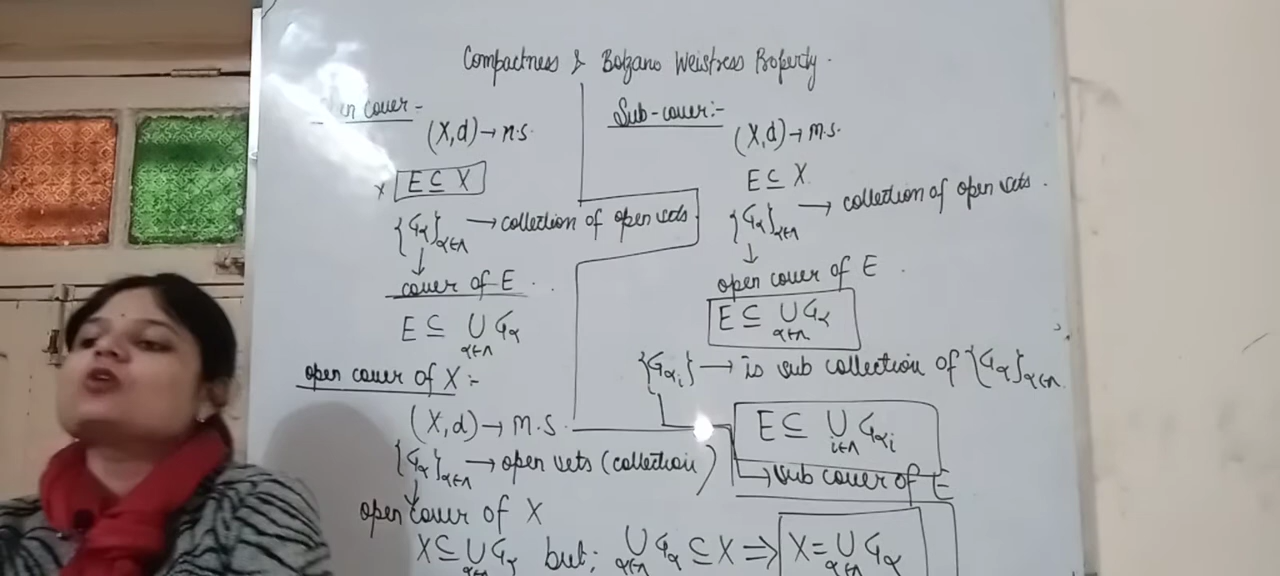 Compactness & Bolzano Weistress Property.
en cover -
(X,d) → n.s.
x E ⊆ X
{Gα}α∈Λ → collection of open sets
↓
cover of E . .
E ⊆ ∪α∈Λ Gα
open cover of X :-
(X,d) → m.s.
{Gα}α∈Λ → open sets (collection)
↓
open cover of X
X ⊆ ∪α∈Λ Gα but; ∪α∈Λ Gα ⊆ X ⇒ X = ∪α∈Λ Gα
Sub-cover:-
(X,d) → m.s.
E ⊆ X
{Gα}α∈Λ → collection of open sets.
↓
open cover of E .
E ⊆ ∪α∈Λ Gα
{Gαi} → is sub collection of {Gα}α∈Λ.
E ⊆ ∪i∈Λ Gαi
→ sub cover of E